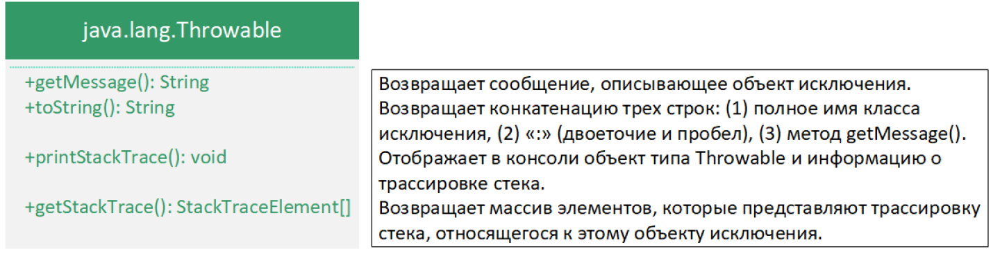 java.lang.Throwable
+getMessage(): String
+toString(): String
+printStackTrace(): void
+getStackTrace(): StackTraceElement[]
Возвращает сообщение, описывающее объект исключения.
Возвращает конкатенацию трех строк: (1) полное имя класса
исключения, (2) «:» (двоеточие и пробел), (3) метод getMessage().
Отображает в консоли объект типа Throwable и информацию о
трассировке стека.
Возвращает массив элементов, которые представляют трассировку
стека, относящегося к этому объекту исключения.